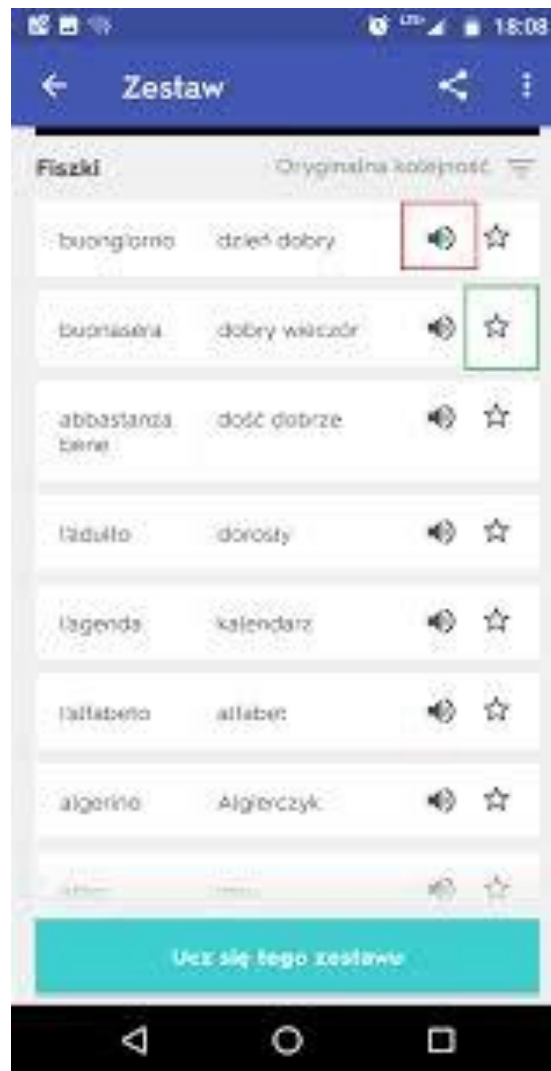 18:08
Zestaw
Fiszki Oryginalna kolejność
buongiorno dzień dobry
buonasera dobry wieczór
abbastanza bene dość dobrze
l'adulto dorosły
l'agenda kalendarz
l'alfabeto alfabet
algerino Algierczyk
Ucz się tego zestawu